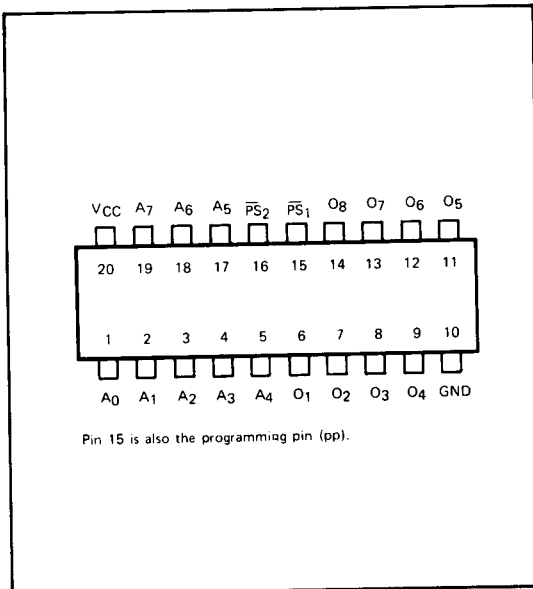 VCC A7 A6 A5 P̅S̅2 P̅S̅1 O8 O7 O6 O5
20 19 18 17 16 15 14 13 12 11
1 2 3 4 5 6 7 8 9 10
A0 A1 A2 A3 A4 O1 O2 O3 O4 GND
Pin 15 is also the programming pin (pp).